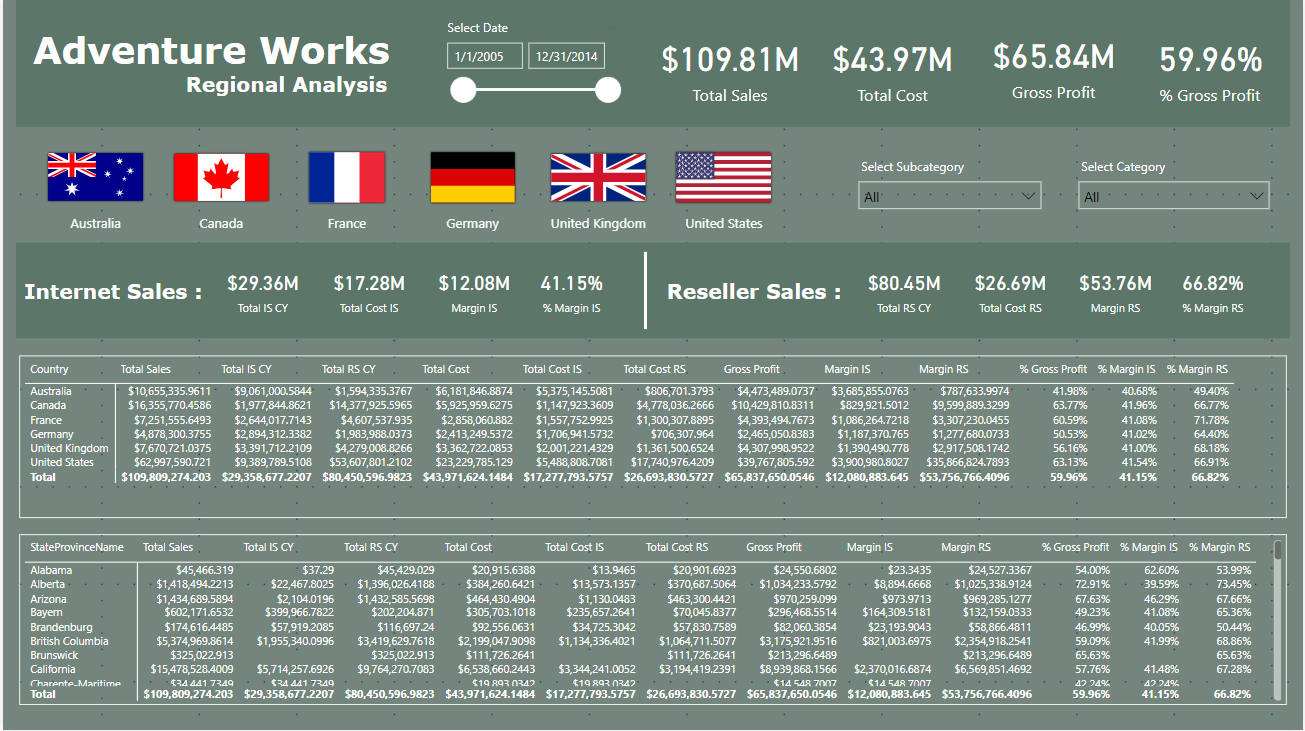 Adventure Works
Regional Analysis
Select Date
1/1/2005 12/31/2014
$109.81M $43.97M $65.84M 59.96%
Total Sales Total Cost Gross Profit % Gross Profit
Select Subcategory Select Category
All All
Australia Canada France Germany United Kingdom United States
Internet Sales :
$29.36M $17.28M $12.08M 41.15%
Total IS CY Total Cost IS Margin IS % Margin IS
Reseller Sales :
$80.45M $26.69M $53.76M 66.82%
Total RS CY Total Cost RS Margin RS % Margin RS
Country Total Sales Total IS CY Total RS CY Total Cost Total Cost IS Total Cost RS Gross Profit Margin IS Margin RS % Gross Profit % Margin IS % Margin RS
Australia $10,655,335.9611 $9,061,000.5844 $1,594,335.3767 $6,181,846.8874 $5,375,145.5081 $806,701.3793 $4,473,489.0737 $3,685,855.0763 $787,633.9974 41.98% 40.68% 49.40%
Canada $16,355,770.4586 $1,977,844.8621 $14,377,925.5965 $5,925,959.6275 $1,147,923.3609 $4,778,036.2666 $10,429,810.8311 $829,921.5012 $9,599,889.3299 63.77% 41.96% 66.77%
France $7,251,555.6493 $2,644,017.7143 $4,607,537.935 $2,858,060.882 $1,557,752.9925 $1,300,307.8895 $4,393,494.7673 $1,086,264.7218 $3,307,230.0455 60.59% 41.08% 71.78%
Germany $4,878,300.3755 $2,894,312.3382 $1,983,988.0373 $2,413,249.5372 $1,706,941.5732 $706,307.964 $2,465,050.8383 $1,187,370.765 $1,277,680.0733 50.53% 41.02% 64.40%
United Kingdom $7,670,721.0375 $3,391,712.2109 $4,279,008.8266 $3,362,722.0853 $2,001,221.4329 $1,361,500.6524 $4,307,998.9522 $1,390,490.778 $2,917,508.1742 56.16% 41.00% 68.18%
United States $62,997,590.721 $9,389,789.5108 $53,607,801.2102 $23,229,785.129 $5,488,808.7081 $17,740,976.4209 $39,767,805.592 $3,900,980.8027 $35,866,824.7893 63.13% 41.54% 66.91%
Total $109,809,274.203 $29,358,677.2207 $80,450,596.9823 $43,971,624.1484 $17,277,793.5757 $26,693,830.5727 $65,837,650.0546 $12,080,883.645 $53,756,766.4096 59.96% 41.15% 66.82%
StateProvinceName Total Sales Total IS CY Total RS CY Total Cost Total Cost IS Total Cost RS Gross Profit Margin IS Margin RS % Gross Profit % Margin IS % Margin RS
Alabama $45,466.319 $37.29 $45,429.029 $20,915.6388 $13.9465 $20,901.6923 $24,550.6802 $23.3435 $24,527.3367 54.00% 62.60% 53.99%
Alberta $1,418,494.2213 $22,467.8025 $1,396,026.4188 $384,260.6421 $13,573.1357 $370,687.5064 $1,034,233.5792 $8,894.6668 $1,025,338.9124 72.91% 39.59% 73.45%
Arizona $1,434,689.5894 $2,104.0196 $1,432,585.5698 $464,430.4904 $1,130.0483 $463,300.4421 $970,259.099 $973.9713 $969,285.1277 67.63% 46.29% 67.66%
Bayern $602,171.6532 $399,966.7822 $202,204.871 $305,703.1018 $235,657.2641 $70,045.8377 $296,468.5514 $164,309.5181 $132,159.0333 49.23% 41.08% 65.36%
Brandenburg $174,616.4485 $57,919.2085 $116,697.24 $92,556.0631 $34,725.3042 $57,830.7589 $82,060.3854 $23,193.9043 $58,866.4811 46.99% 40.05% 50.44%
British Columbia $5,374,969.8614 $1,955,340.0996 $3,419,629.7618 $2,199,047.9098 $1,134,336.4021 $1,064,711.5077 $3,175,921.9516 $821,003.6975 $2,354,918.2541 59.09% 41.99% 68.86%
Brunswick $325,022.913 $325,022.913 $111,726.2641 $111,726.2641 $213,296.6489 $213,296.6489 65.63% 65.63%
California $15,478,528.4009 $5,714,257.6926 $9,764,270.7083 $6,538,660.2443 $3,344,241.0052 $3,194,419.2391 $8,939,868.1566 $2,370,016.6874 $6,569,851.4692 57.76% 41.48% 67.28%
Charente-Maritime $34,441.7349 $34,441.7349 $19,893.0342 $19,893.0342 $14,548.7007 $14,548.7007 42.24% 42.24%
Total $109,809,274.203 $29,358,677.2207 $80,450,596.9823 $43,971,624.1484 $17,277,793.5757 $26,693,830.5727 $65,837,650.0546 $12,080,883.645 $53,756,766.4096 59.96% 41.15% 66.82%